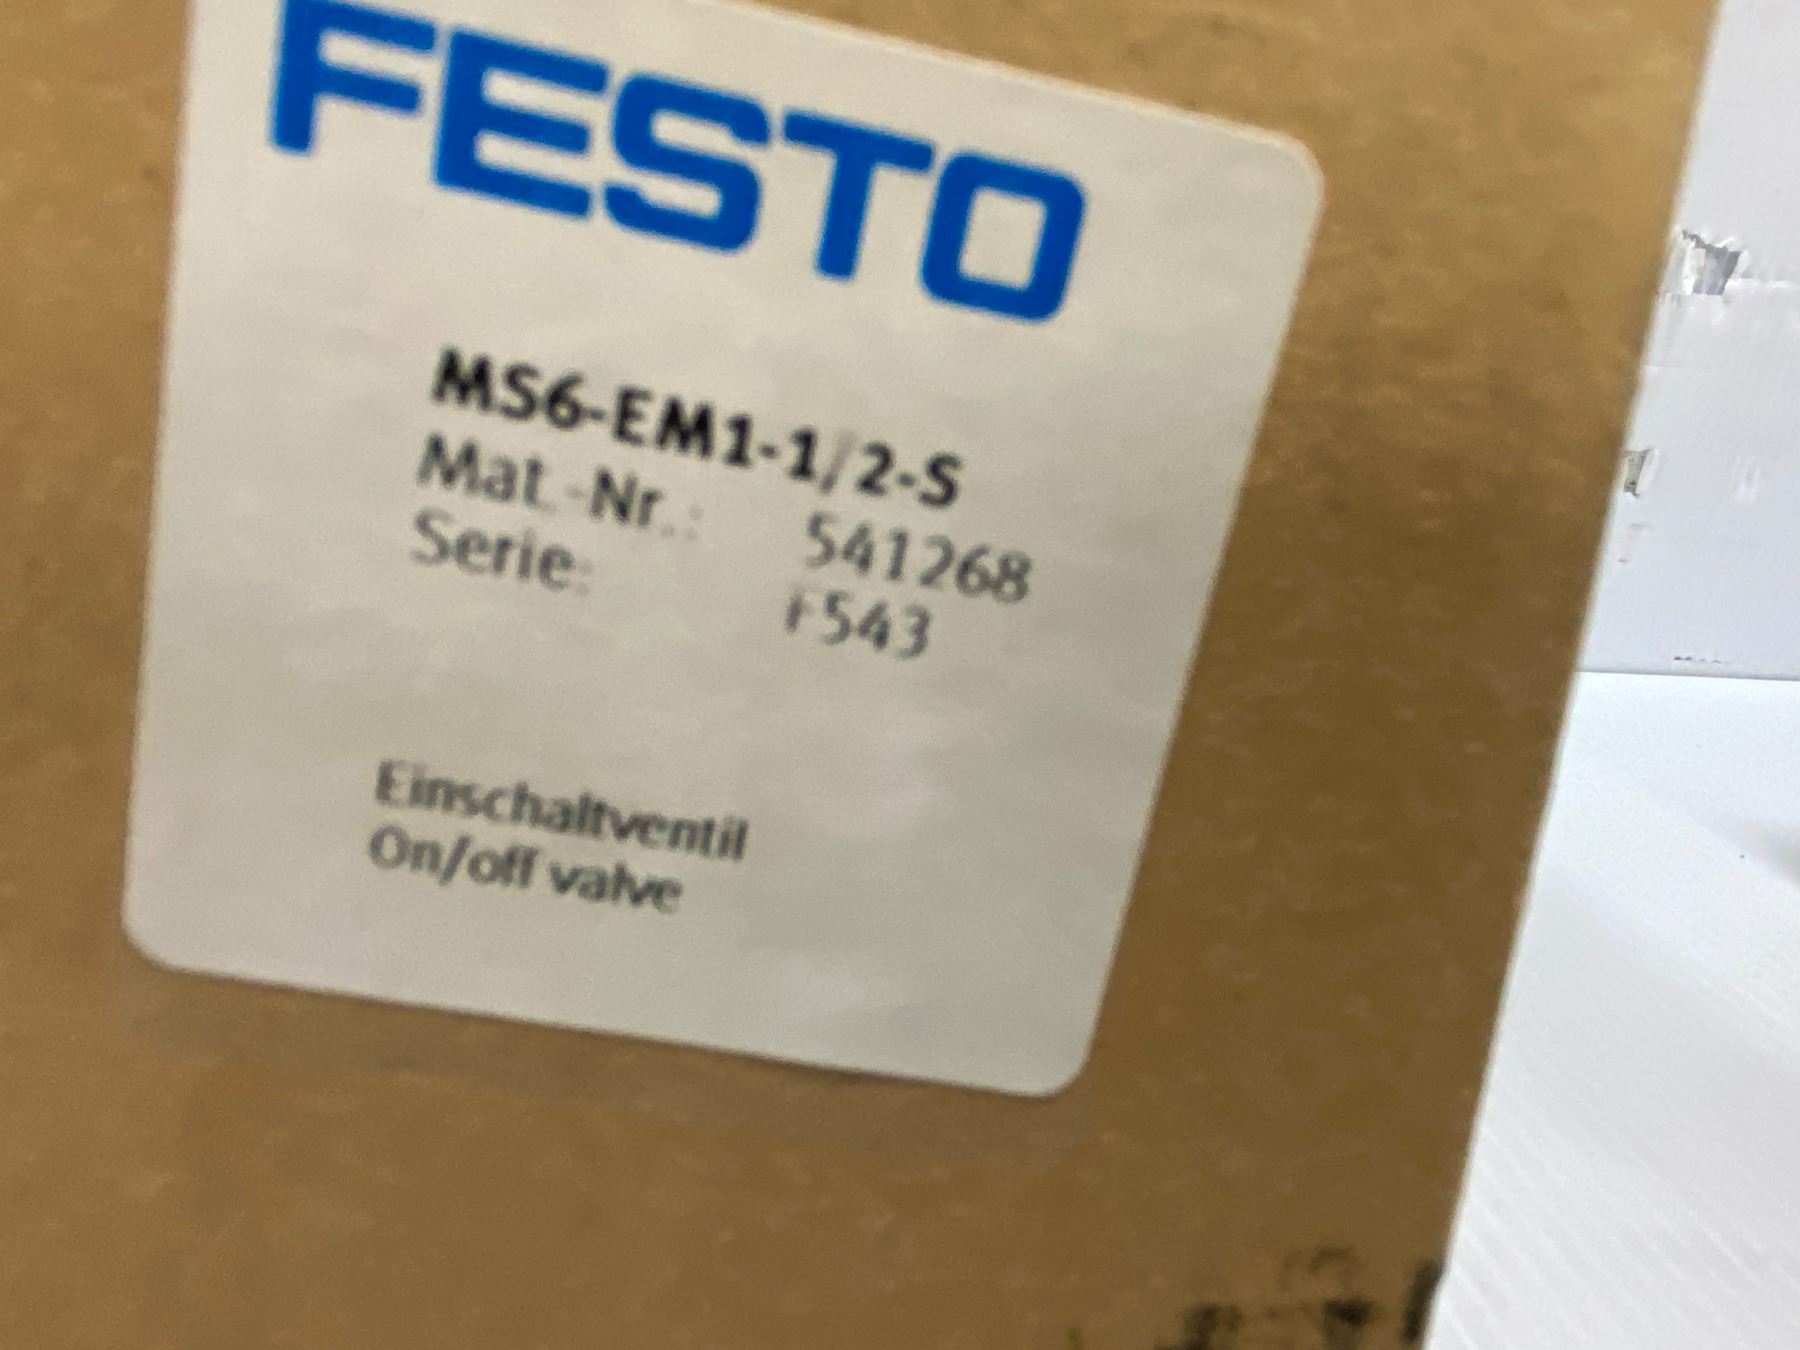 FESTO
MS6-EM1-1/2-S
Mat.-Nr.: 541268
Serie: F543
Einschaltventil
On/off valve